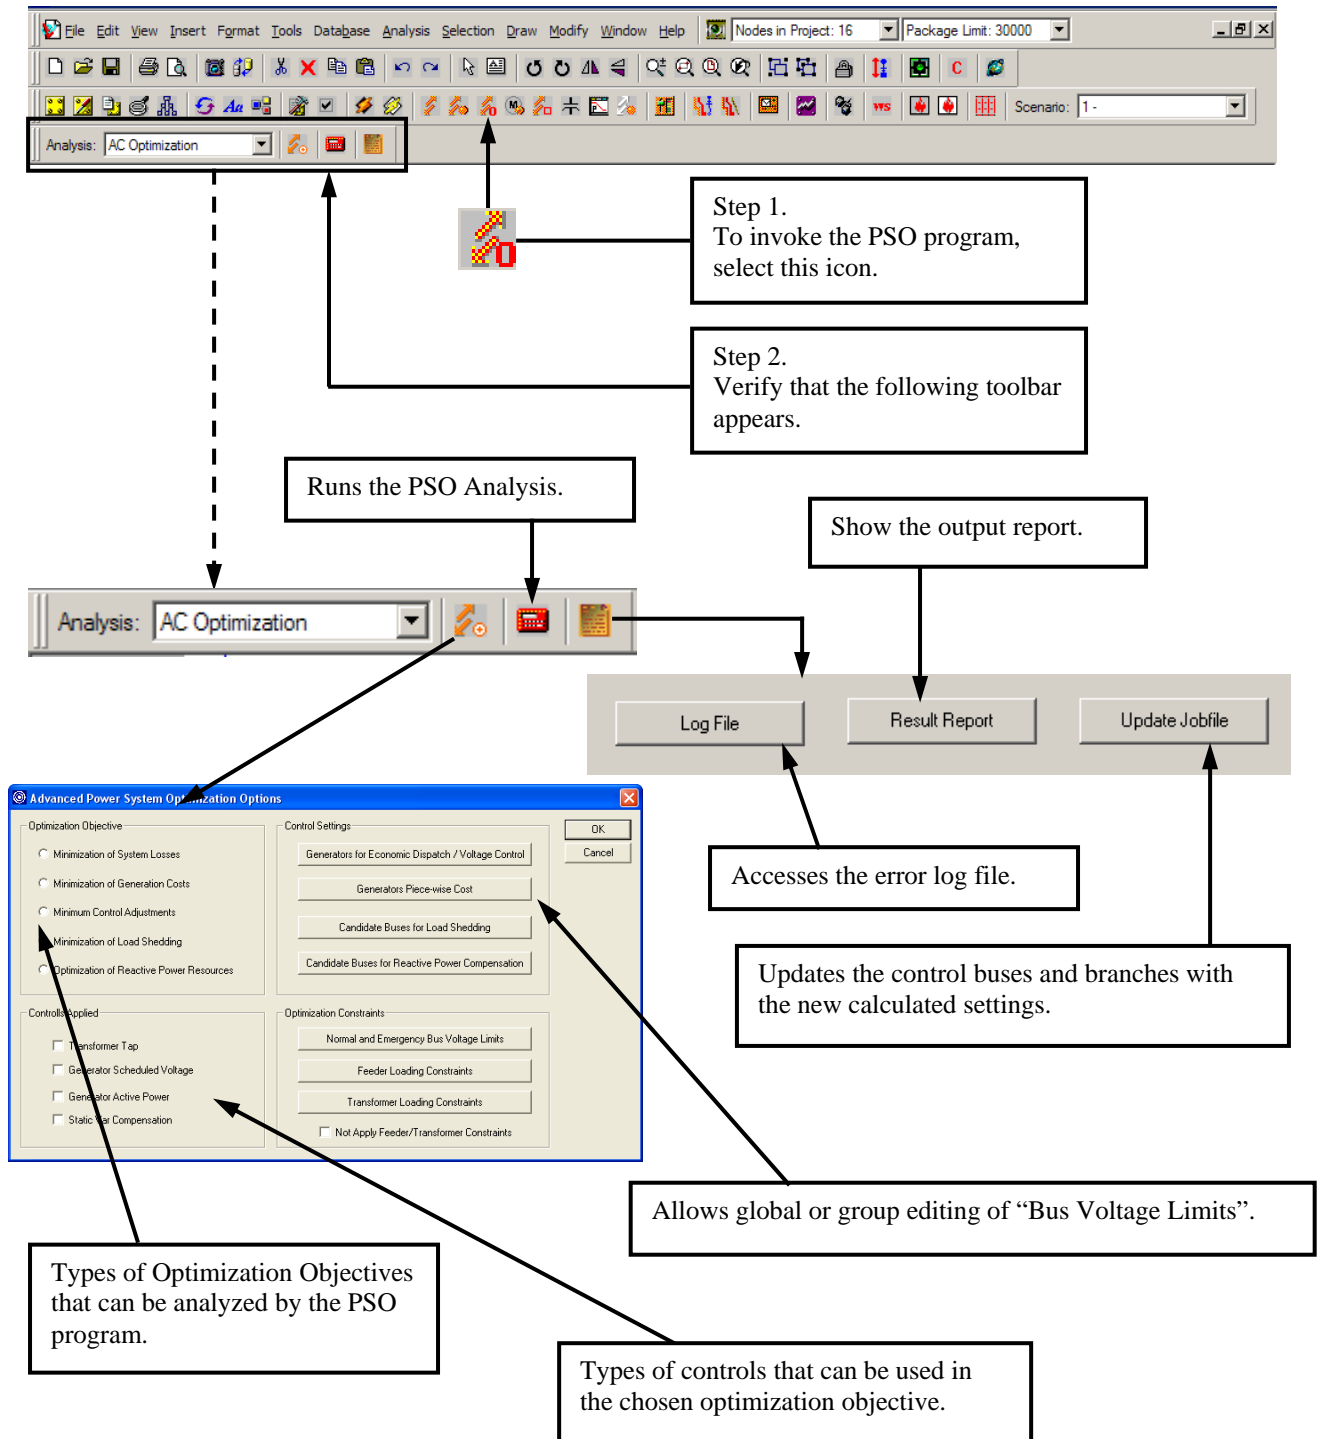 File Edit View Insert Format Tools Database Analysis Selection Draw Modify Window Help Nodes in Project: 16 Package Limit: 30000
C
Aa M WS Scenario: 1 -
Analysis: AC Optimization
Step 1.
To invoke the PSO program,
select this icon.
Step 2.
Verify that the following toolbar
appears.
Runs the PSO Analysis.
Show the output report.
Analysis: AC Optimization
Log File Result Report Update Jobfile
Accesses the error log file.
Updates the control buses and branches with
the new calculated settings.
Advanced Power System Optimization Options
Optimization Objective
Minimization of System Losses
Minimization of Generation Costs
Minimum Control Adjustments
Minimization of Load Shedding
Optimization of Reactive Power Resources
Control Settings
Generators for Economic Dispatch / Voltage Control
Generators Piece-wise Cost
Candidate Buses for Load Shedding
Candidate Buses for Reactive Power Compensation
OK
Cancel
Controlls Applied
Transformer Tap
Generator Scheduled Voltage
Generator Active Power
Static Var Compensation
Optimization Constraints
Normal and Emergency Bus Voltage Limits
Feeder Loading Constraints
Transformer Loading Constraints
Not Apply Feeder/Transformer Constraints
Allows global or group editing of “Bus Voltage Limits”.
Types of Optimization Objectives
that can be analyzed by the PSO
program.
Types of controls that can be used in
the chosen optimization objective.